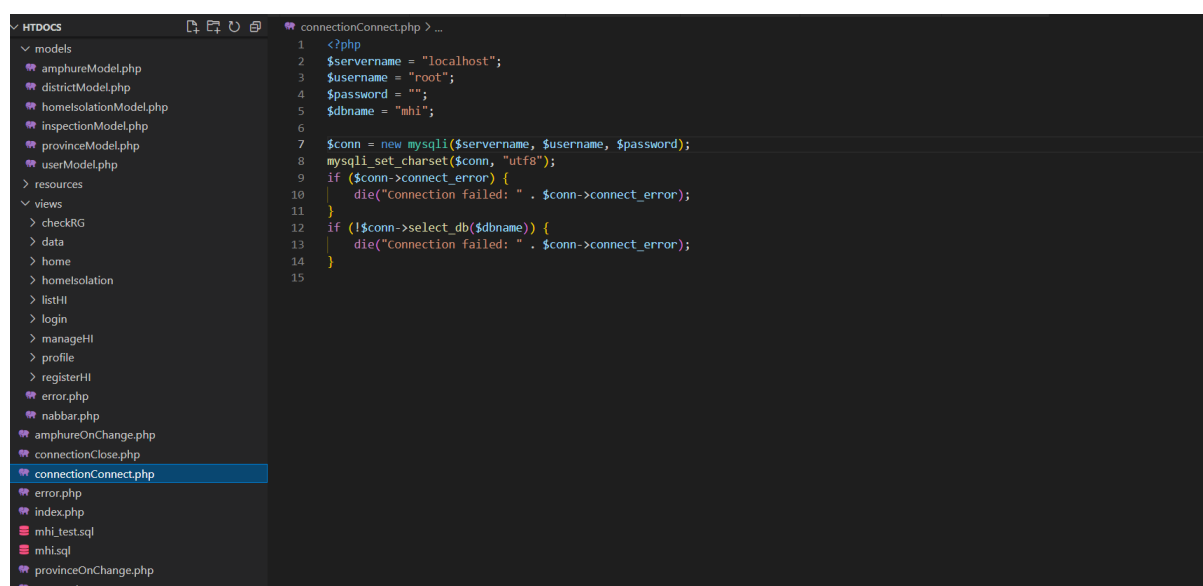 HTDOCS
models
amphureModel.php
districtModel.php
homeIsolationModel.php
inspectionModel.php
provinceModel.php
userModel.php
resources
views
checkRG
data
home
homeIsolation
listHI
login
manageHI
profile
registerHI
error.php
nabbar.php
amphureOnChange.php
connectionClose.php
connectionConnect.php
error.php
index.php
mhi_test.sql
mhi.sql
provinceOnChange.php
connectionConnect.php > ...
1 <?php
2 $servername = "localhost";
3 $username = "root";
4 $password = "";
5 $dbname = "mhi";
6
7 $conn = new mysqli($servername, $username, $password);
8 mysqli_set_charset($conn, "utf8");
9 if ($conn->connect_error) {
10 die("Connection failed: " . $conn->connect_error);
11 }
12 if (!$conn->select_db($dbname)) {
13 die("Connection failed: " . $conn->connect_error);
14 }
15